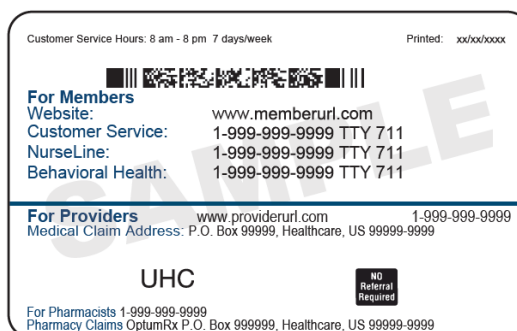 Customer Service Hours: 8 am - 8 pm 7 days/week Printed: xx/xx/xxxx
For Members
Website: www.memberurl.com
Customer Service: 1-999-999-9999 TTY 711
NurseLine: 1-999-999-9999 TTY 711
Behavioral Health: 1-999-999-9999 TTY 711
SAMPLE
For Providers www.providerurl.com 1-999-999-9999
Medical Claim Address: P.O. Box 99999, Healthcare, US 99999-9999
UHC
NO
Referral
Required
For Pharmacists 1-999-999-9999
Pharmacy Claims OptumRx P.O. Box 999999, Healthcare, US 99999-9999